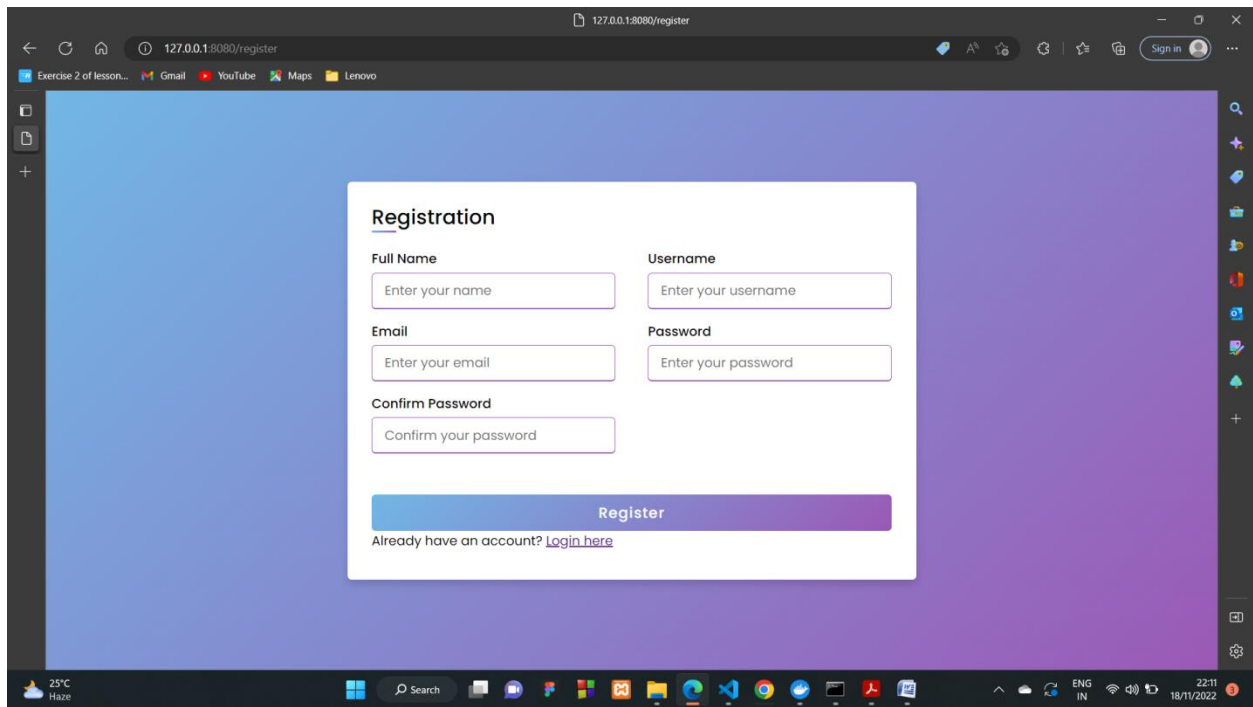 127.0.0.1:8080/register
127.0.0.1:8080/register
Sign in
Exercise 2 of lesson... Gmail YouTube Maps Lenovo
Registration
Full Name Username
Enter your name Enter your username
Email Password
Enter your email Enter your password
Confirm Password
Confirm your password
Register
Already have an account? Login here
25°C
Haze
Search
ENG
IN
22:11
18/11/2022
3